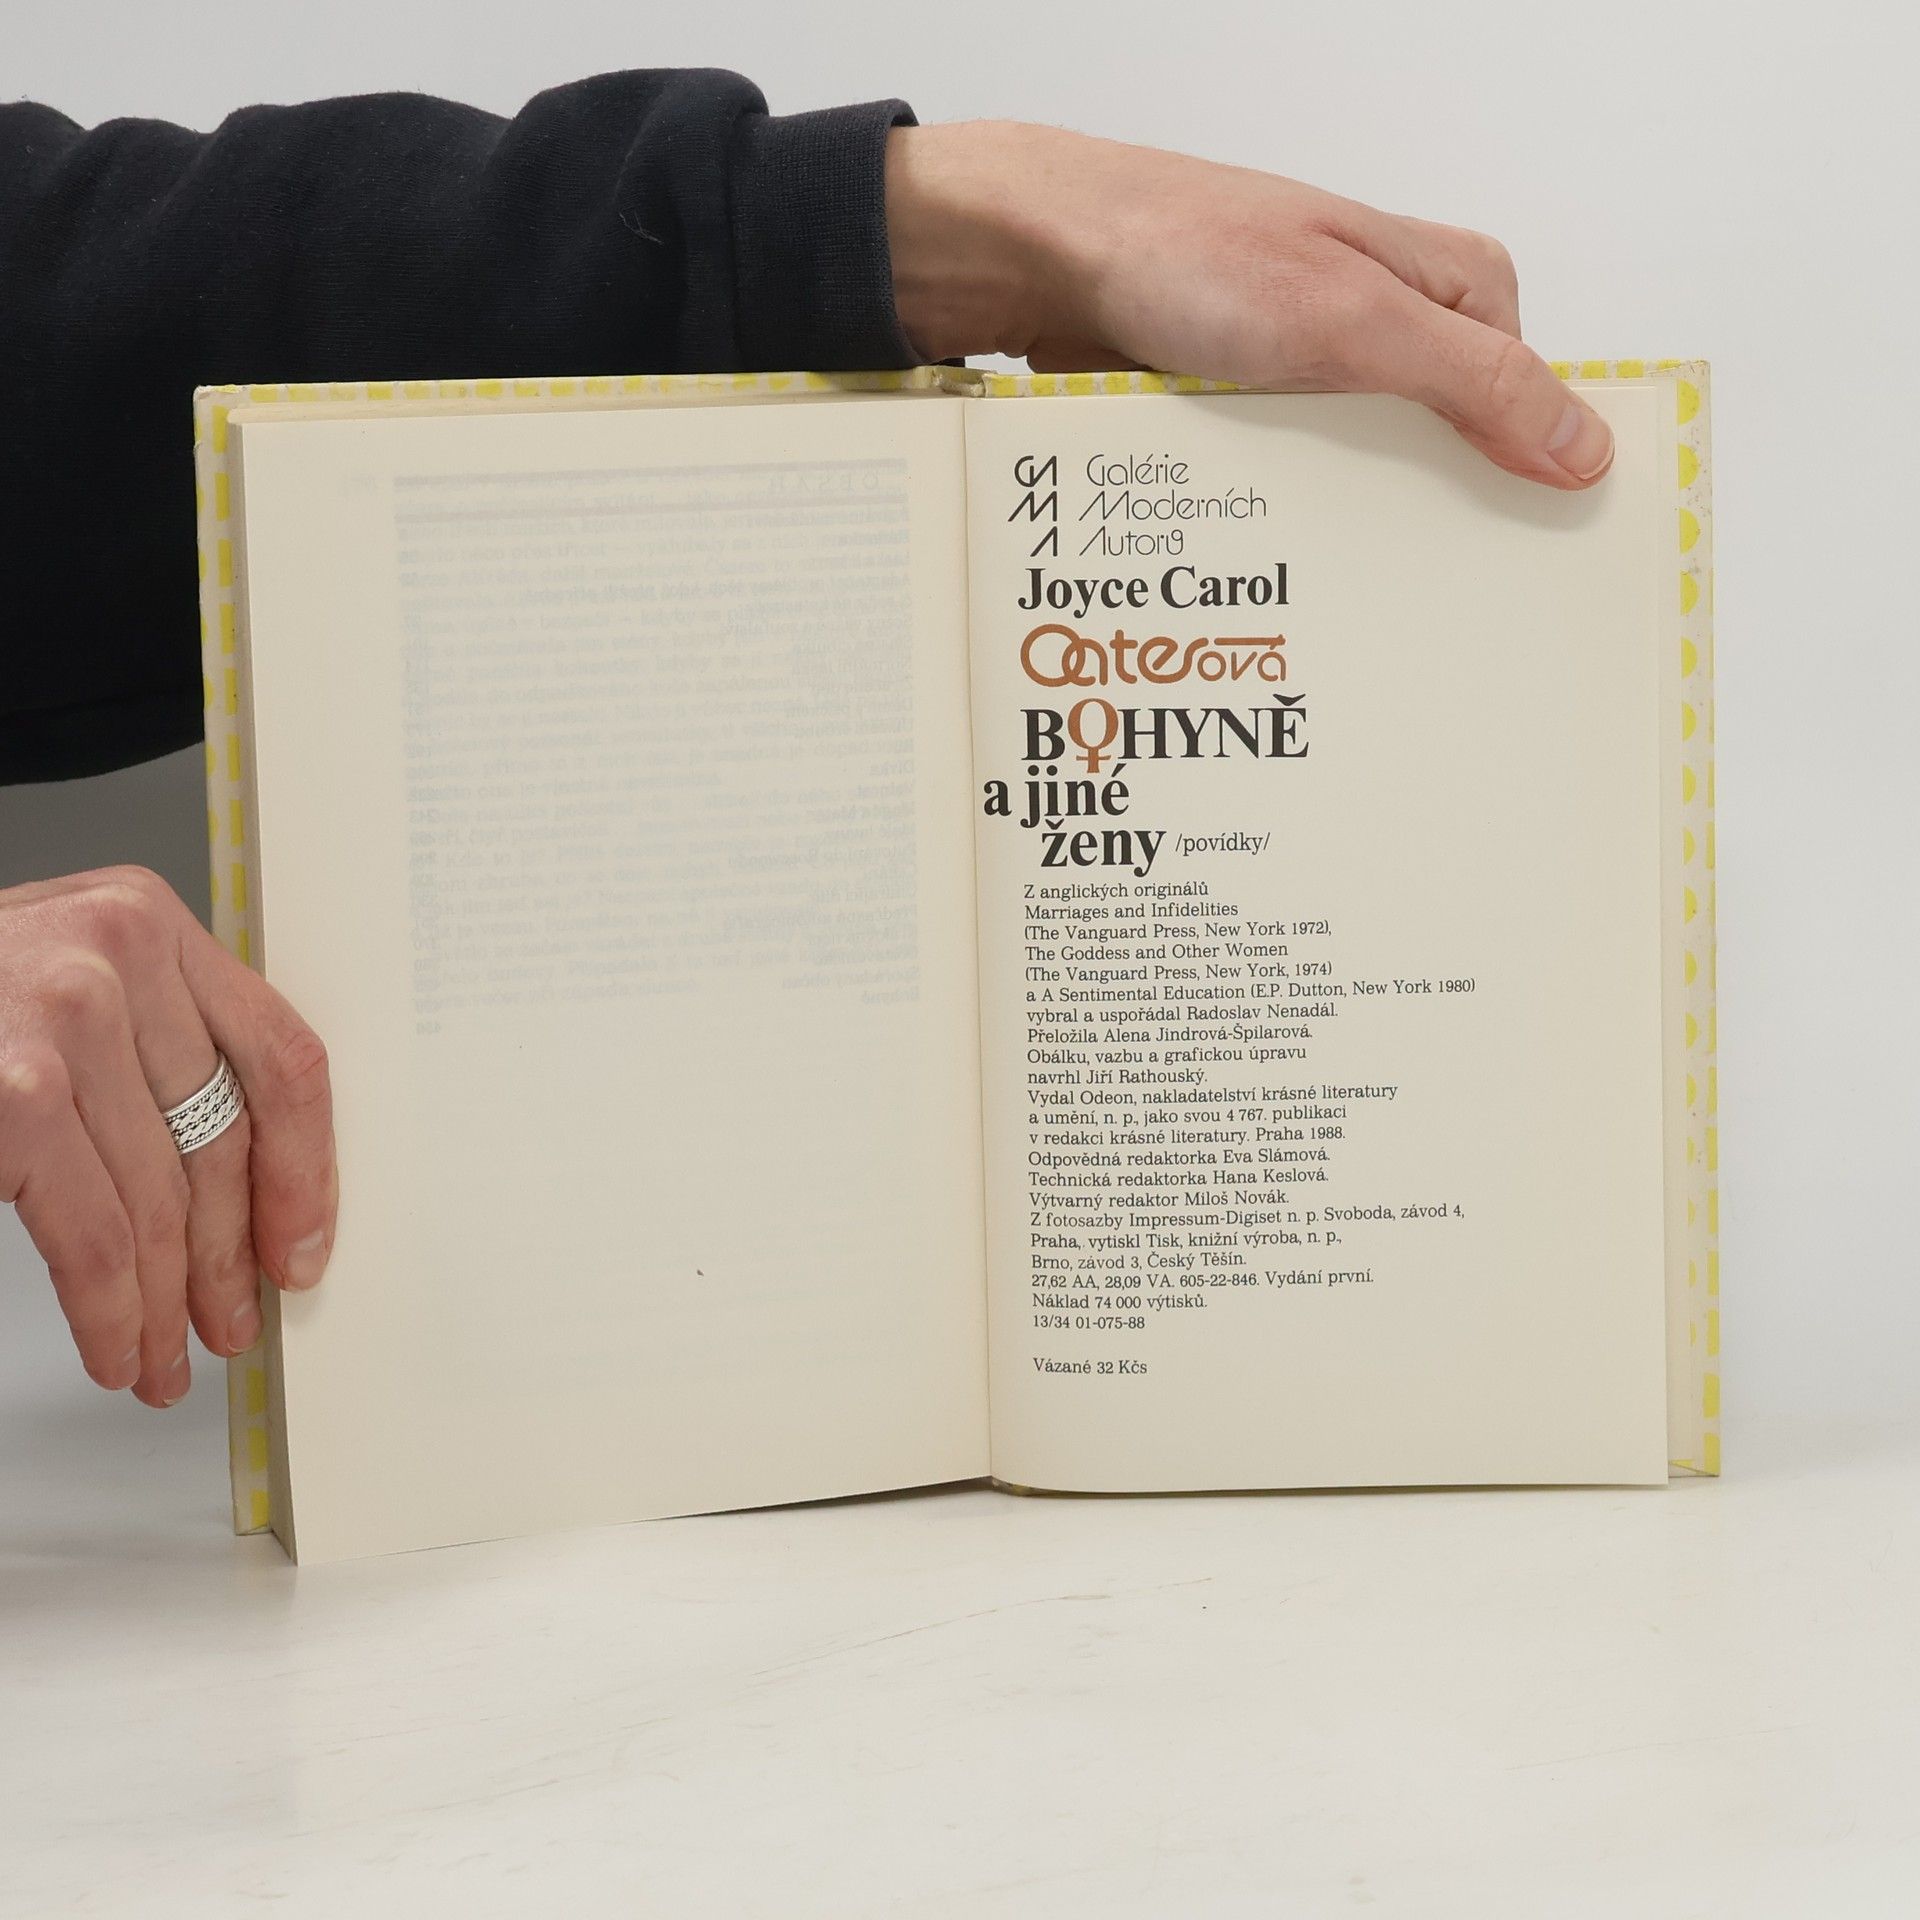 GMA Galérie
Moderních
Autorů
Joyce Carol
Oatesová
BOHYNĚ
a jiné
ženy /povídky/
Z anglických originálů
Marriages and Infidelities
(The Vanguard Press, New York 1972),
The Goddess and Other Women
(The Vanguard Press, New York, 1974)
a A Sentimental Education (E.P. Dutton, New York 1980)
vybral a uspořádal Radoslav Nenadál.
Přeložila Alena Jindrová-Špilarová.
Obálku, vazbu a grafickou úpravu
navrhl Jiří Rathouský.
Vydal Odeon, nakladatelství krásné literatury
a umění, n. p., jako svou 4 767. publikaci
v redakci krásné literatury. Praha 1988.
Odpovědná redaktorka Eva Slámová.
Technická redaktorka Hana Keslová.
Výtvarný redaktor Miloš Novák.
Z fotosazby Impressum-Digiset n. p. Svoboda, závod 4,
Praha, vytiskl Tisk, knižní výroba, n. p.,
Brno, závod 3, Český Těšín.
27,62 AA, 28,09 VA. 605-22-846. Vydání první.
Náklad 74 000 výtisků.
13/34 01-075-88
Vázané 32 Kčs